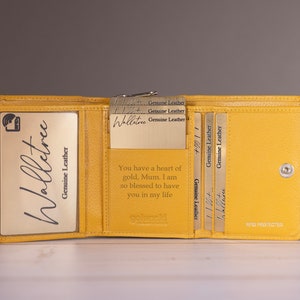 Walletree
Genuine Leather
Genuine Leather
Walletree
Genuine Leather
You have a heart of
gold, Mum. I am
so blessed to have
you in my life
Genuine Leather
Genuine Leather
RFID PROTECTED